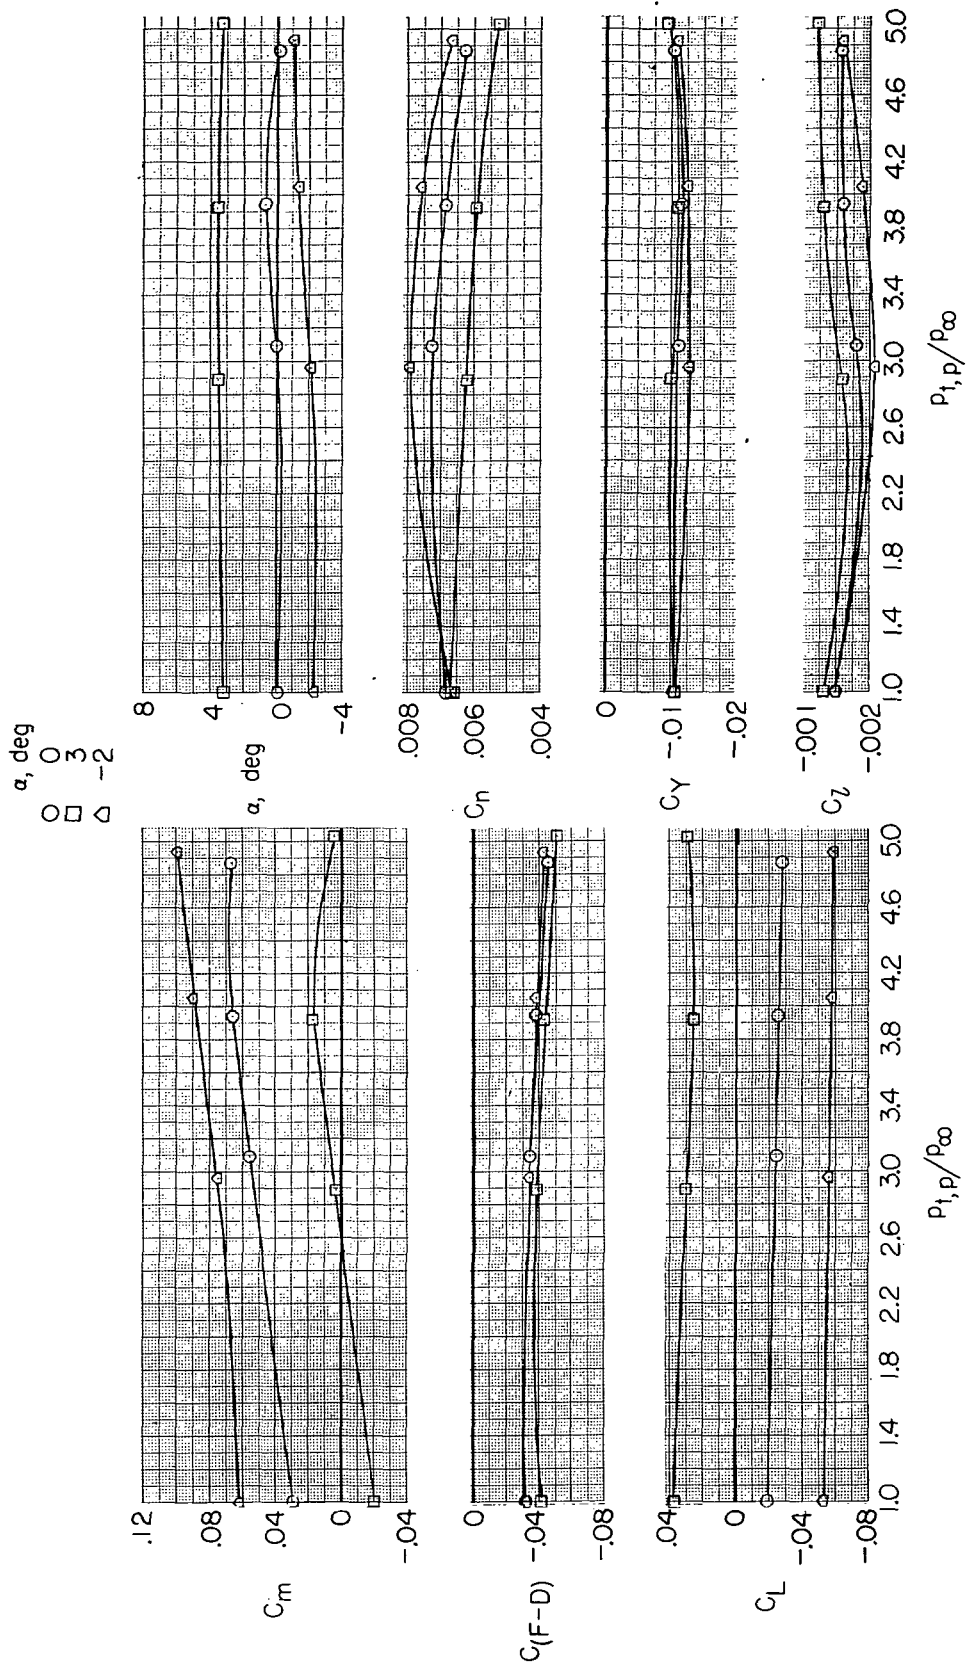 α, deg
○ 0
□ 3
△ -2
.12
.08
.04
0
-.04
C_m
0
-.04
-.08
C_(F-D)
.04
0
-.04
-.08
C_L
1.0 1.4 1.8 2.2 2.6 3.0 3.4 3.8 4.2 4.6 5.0
p_t,p/p_∞
8
4
0
-4
α, deg
.008
.006
.004
C_n
0
-.01
-.02
C_Y
-.001
-.002
C_l
1.0 1.4 1.8 2.2 2.6 3.0 3.4 3.8 4.2 4.6 5.0
p_t,p/p_∞